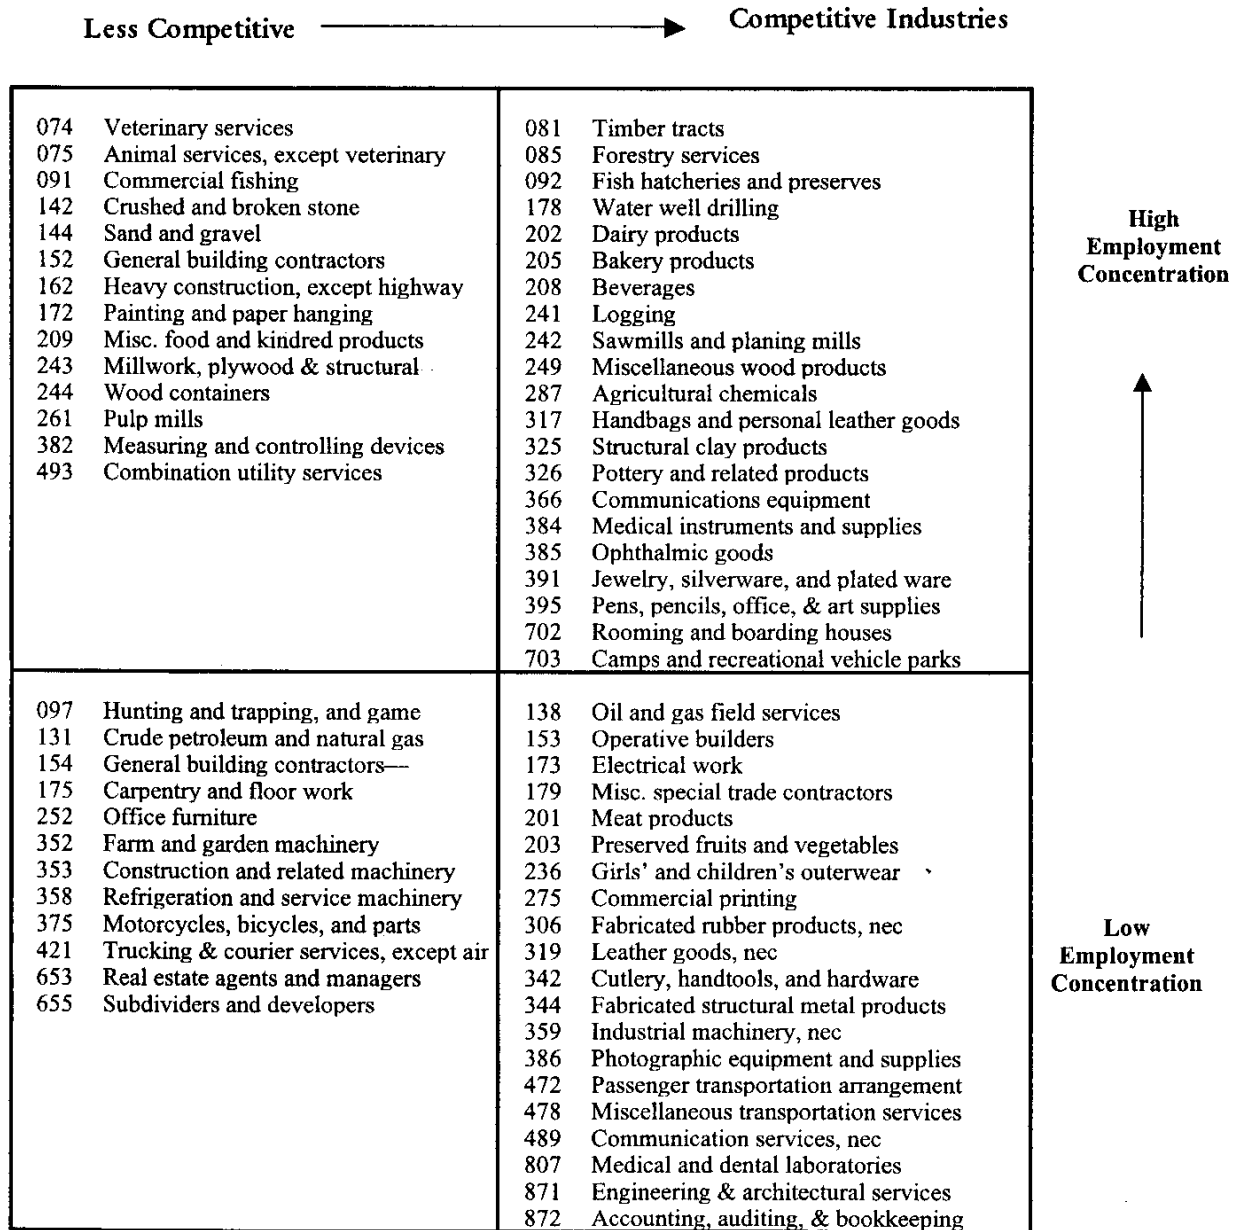 Less Competitive
Competitive Industries
074 Veterinary services
075 Animal services, except veterinary
091 Commercial fishing
142 Crushed and broken stone
144 Sand and gravel
152 General building contractors
162 Heavy construction, except highway
172 Painting and paper hanging
209 Misc. food and kindred products
243 Millwork, plywood & structural
244 Wood containers
261 Pulp mills
382 Measuring and controlling devices
493 Combination utility services
081 Timber tracts
085 Forestry services
092 Fish hatcheries and preserves
178 Water well drilling
202 Dairy products
205 Bakery products
208 Beverages
241 Logging
242 Sawmills and planing mills
249 Miscellaneous wood products
287 Agricultural chemicals
317 Handbags and personal leather goods
325 Structural clay products
326 Pottery and related products
366 Communications equipment
384 Medical instruments and supplies
385 Ophthalmic goods
391 Jewelry, silverware, and plated ware
395 Pens, pencils, office, & art supplies
702 Rooming and boarding houses
703 Camps and recreational vehicle parks
High
Employment
Concentration
097 Hunting and trapping, and game
131 Crude petroleum and natural gas
154 General building contractors—
175 Carpentry and floor work
252 Office furniture
352 Farm and garden machinery
353 Construction and related machinery
358 Refrigeration and service machinery
375 Motorcycles, bicycles, and parts
421 Trucking & courier services, except air
653 Real estate agents and managers
655 Subdividers and developers
138 Oil and gas field services
153 Operative builders
173 Electrical work
179 Misc. special trade contractors
201 Meat products
203 Preserved fruits and vegetables
236 Girls' and children's outerwear
275 Commercial printing
306 Fabricated rubber products, nec
319 Leather goods, nec
342 Cutlery, handtools, and hardware
344 Fabricated structural metal products
359 Industrial machinery, nec
386 Photographic equipment and supplies
472 Passenger transportation arrangement
478 Miscellaneous transportation services
489 Communication services, nec
807 Medical and dental laboratories
871 Engineering & architectural services
872 Accounting, auditing, & bookkeeping
Low
Employment
Concentration